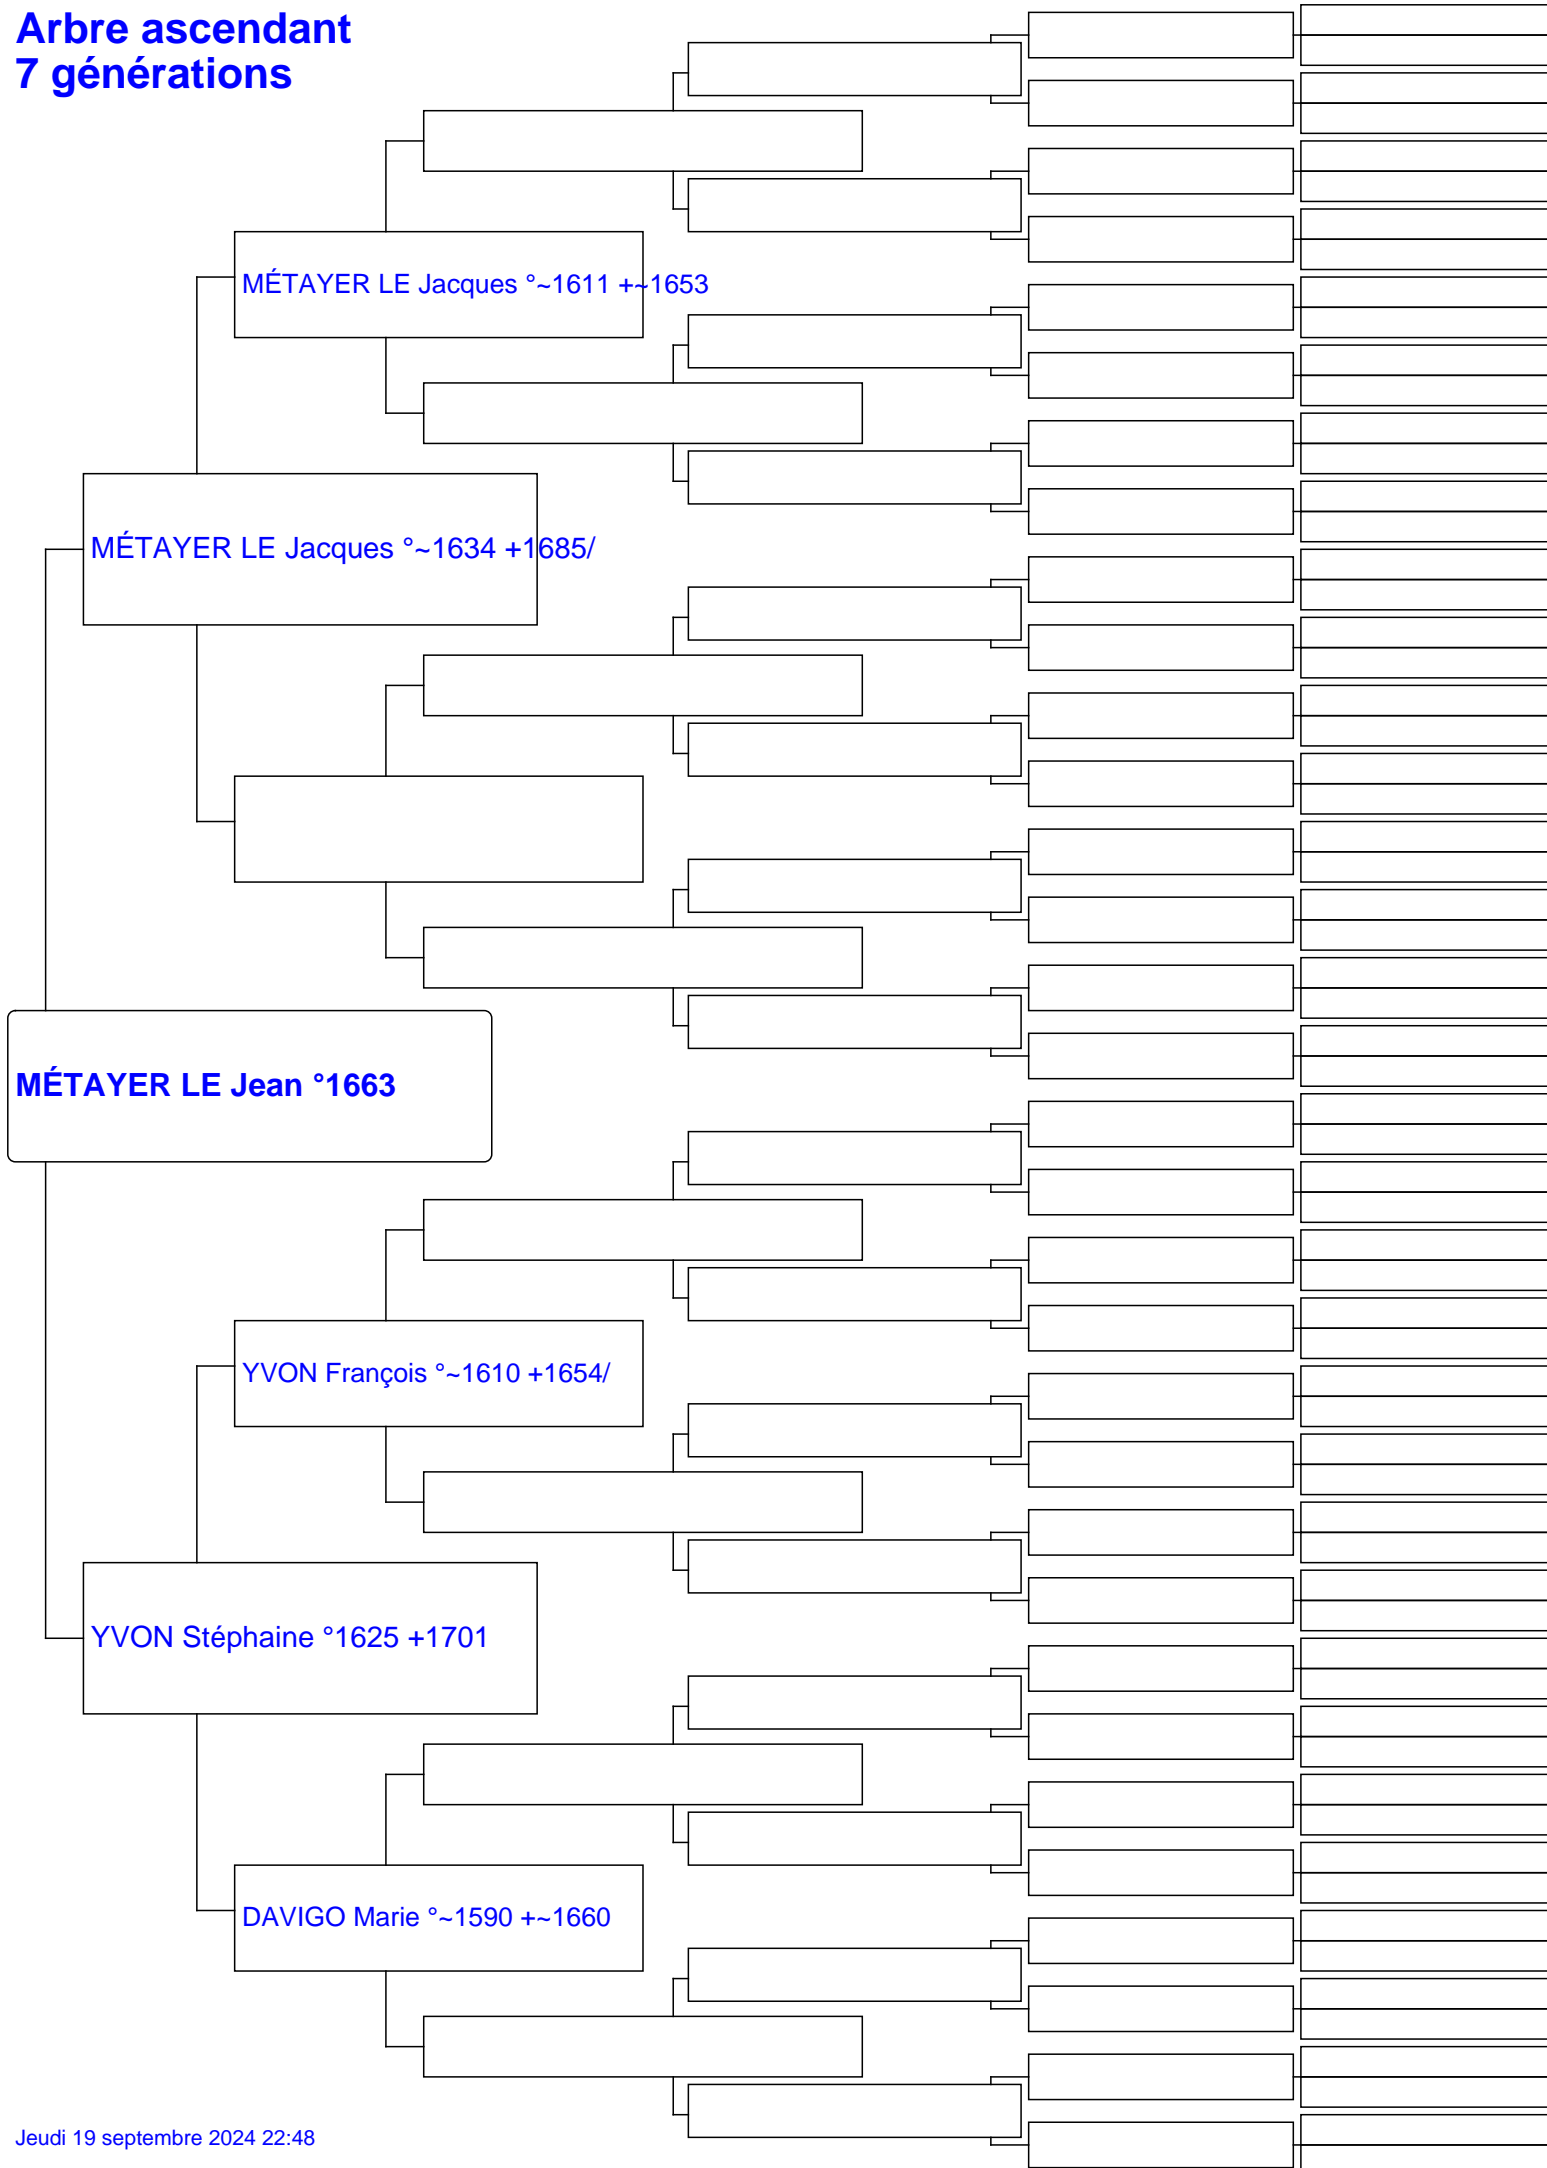 Arbre ascendant
7 générations
MÉTAYER LE Jacques °~1611 +~1653
MÉTAYER LE Jacques °~1634 +1685/
MÉTAYER LE Jean °1663
YVON François °~1610 +1654/
YVON Stéphaine °1625 +1701
DAVIGO Marie °~1590 +~1660
Jeudi 19 septembre 2024 22:48